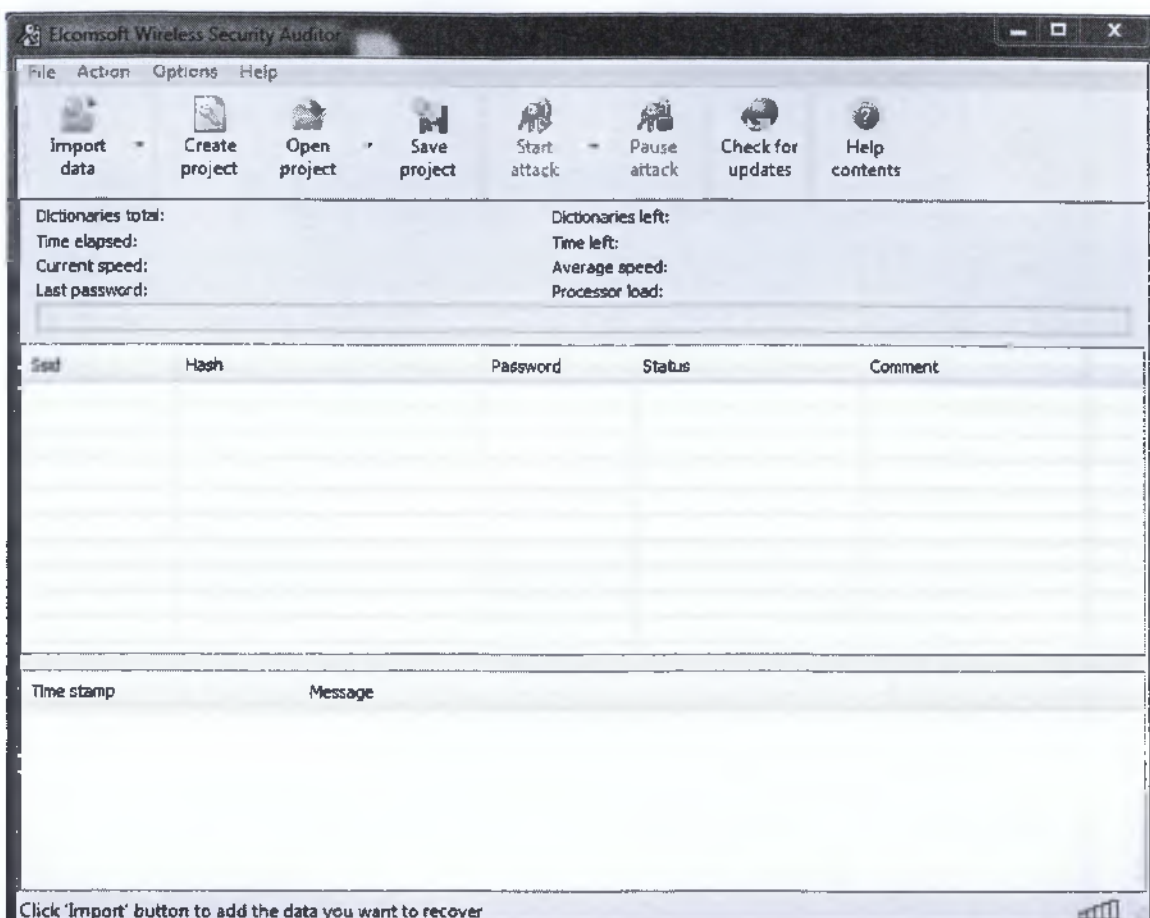 Elcomsoft Wireless Security Auditor
File Action Options Help
Import data
Create project
Open project
Save project
Start attack
Pause attack
Check for updates
Help contents
Dictionaries total:
Dictionaries left:
Time elapsed:
Time left:
Current speed:
Average speed:
Last password:
Processor load:
Ssid Hash Password Status Comment
Time stamp Message
Click 'Import' button to add the data you want to recover